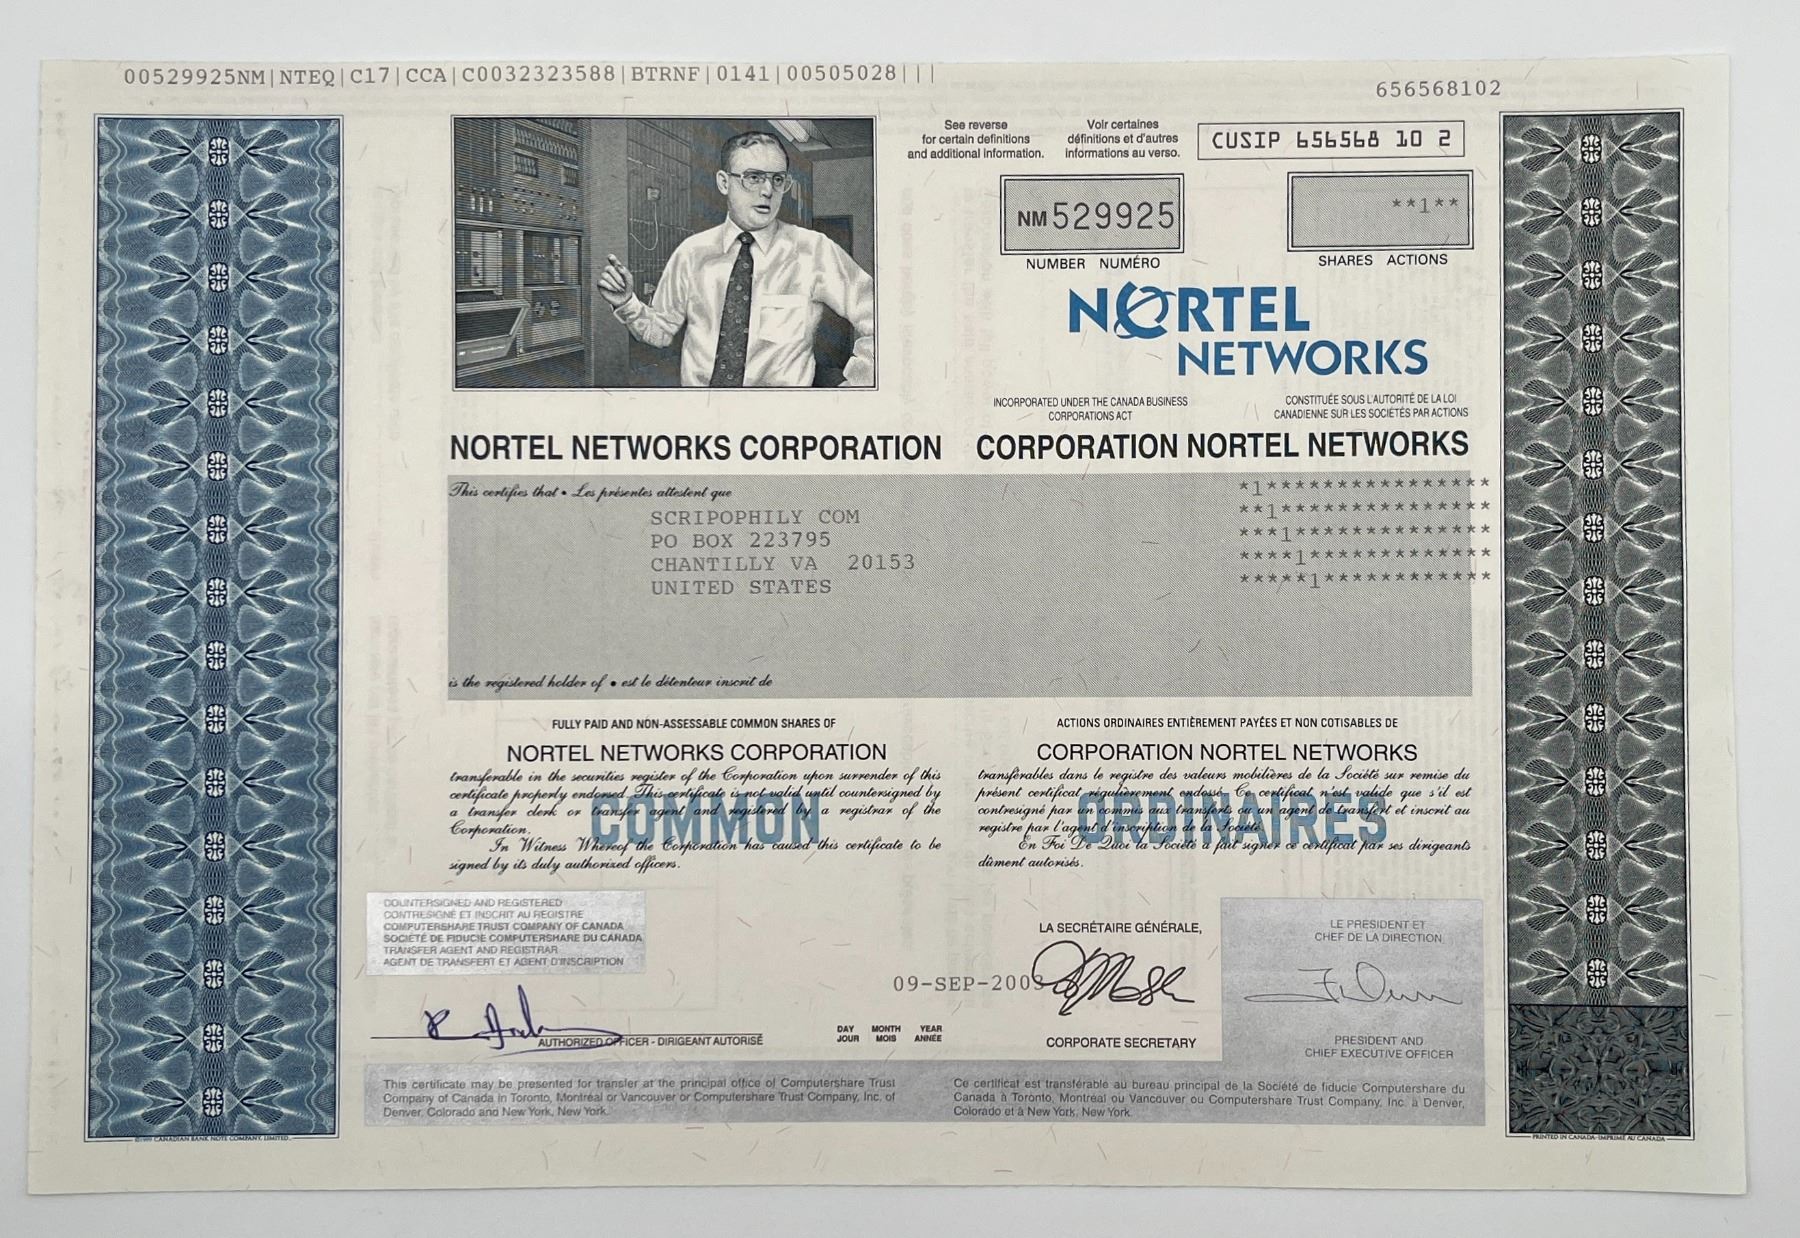 00529925NM|NTEQ|C17|CCA|C0032323588|BTRNF|0141|00505028|||
656568102
See reverse
for certain definitions
and additional information.
Voir certaines
définitions et d'autres
informations au verso.
CUSIP 656568 10 2
NM 529925
NUMBER NUMÉRO
**1**
SHARES ACTIONS
NORTEL
NETWORKS
INCORPORATED UNDER THE CANADA BUSINESS
CORPORATIONS ACT
CONSTITUÉE SOUS L'AUTORITÉ DE LA LOI
CANADIENNE SUR LES SOCIÉTÉS PAR ACTIONS
NORTEL NETWORKS CORPORATION
CORPORATION NORTEL NETWORKS
This certifies that • Les présentes attestent que
SCRIPOPHILY COM
PO BOX 223795
CHANTILLY VA 20153
UNITED STATES
*1****************
**1***************
***1**************
****1*************
*****1************
is the registered holder of • est le détenteur inscrit de
FULLY PAID AND NON-ASSESSABLE COMMON SHARES OF
NORTEL NETWORKS CORPORATION
transferable in the securities register of the Corporation upon surrender of this
certificate properly endorsed. This certificate is not valid until countersigned by
a transfer clerk or transfer agent and registered by a registrar of the
Corporation.
In Witness Whereof the Corporation has caused this certificate to be
signed by its duly authorized officers.
COMMON
ACTIONS ORDINAIRES ENTIÈREMENT PAYÉES ET NON COTISABLES DE
CORPORATION NORTEL NETWORKS
transférables dans le registre des valeurs mobilières de la Société sur remise du
présent certificat régulièrement endossé. Ce certificat n'est valide que s'il est
contresigné par un commis aux transferts ou un agent de transfert et inscrit au
registre par l'agent d'inscription de la Société.
En Foi De Quoi la Société a fait signer ce certificat par ses dirigeants
dûment autorisés.
ORDINAIRES
COUNTERSIGNED AND REGISTERED
CONTRESIGNÉ ET INSCRIT AU REGISTRE
COMPUTERSHARE TRUST COMPANY OF CANADA
SOCIÉTÉ DE FIDUCIE COMPUTERSHARE DU CANADA
TRANSFER AGENT AND REGISTRAR
AGENT DE TRANSFERT ET AGENT D'INSCRIPTION
AUTHORIZED OFFICER - DIRIGEANT AUTORISÉ
09-SEP-2003
DAY MONTH YEAR
JOUR MOIS ANNÉE
LA SECRÉTAIRE GÉNÉRALE,
CORPORATE SECRETARY
LE PRESIDENT ET
CHEF DE LA DIRECTION
PRESIDENT AND
CHIEF EXECUTIVE OFFICER
This certificate may be presented for transfer at the principal office of Computershare Trust
Company of Canada in Toronto, Montréal or Vancouver or Computershare Trust Company, Inc. of
Denver, Colorado and New York, New York.
Ce certificat est transférable au bureau principal de la Société de fiducie Computershare du
Canada à Toronto, Montréal ou Vancouver ou Computershare Trust Company, Inc. à Denver,
Colorado et à New York, New York.
©1999 CANADIAN BANK NOTE COMPANY, LIMITED.
PRINTED IN CANADA-IMPRIMÉ AU CANADA